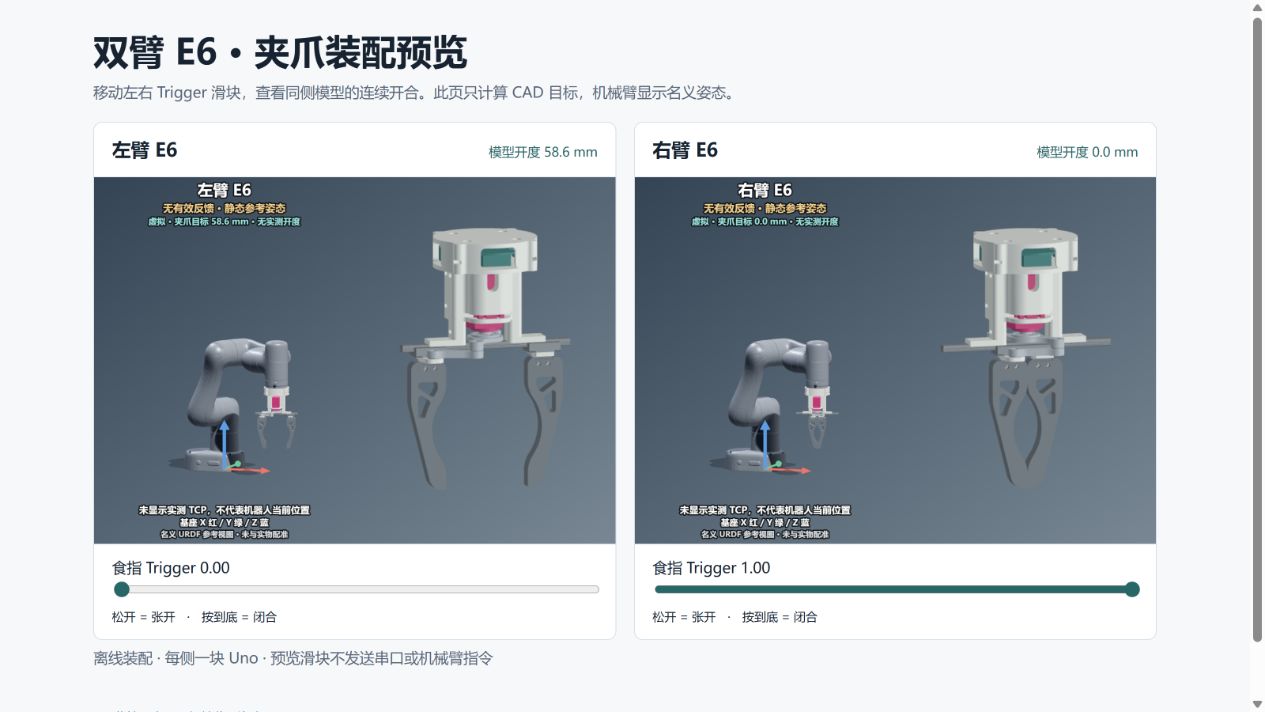 双臂 E6 • 夹爪装配预览
移动左右 Trigger 滑块，查看同侧模型的连续开合。此页只计算 CAD 目标，机械臂显示名义姿态。
左臂 E6
模型开度 58.6 mm
左臂 E6
无有效反馈 • 静态参考姿态
虚拟 • 夹爪目标 58.6 mm • 无实测开度
未显示实测 TCP，不代表机器人当前位置
基座 X 红 / Y 绿 / Z 蓝
名义 URDF 参考视图 • 未与实物配准
食指 Trigger 0.00
松开 = 张开 · 按到底 = 闭合
右臂 E6
模型开度 0.0 mm
右臂 E6
无有效反馈 • 静态参考姿态
虚拟 • 夹爪目标 0.0 mm • 无实测开度
未显示实测 TCP，不代表机器人当前位置
基座 X 红 / Y 绿 / Z 蓝
名义 URDF 参考视图 • 未与实物配准
食指 Trigger 1.00
松开 = 张开 · 按到底 = 闭合
离线装配 · 每侧一块 Uno · 预览滑块不发送串口或机械臂指令